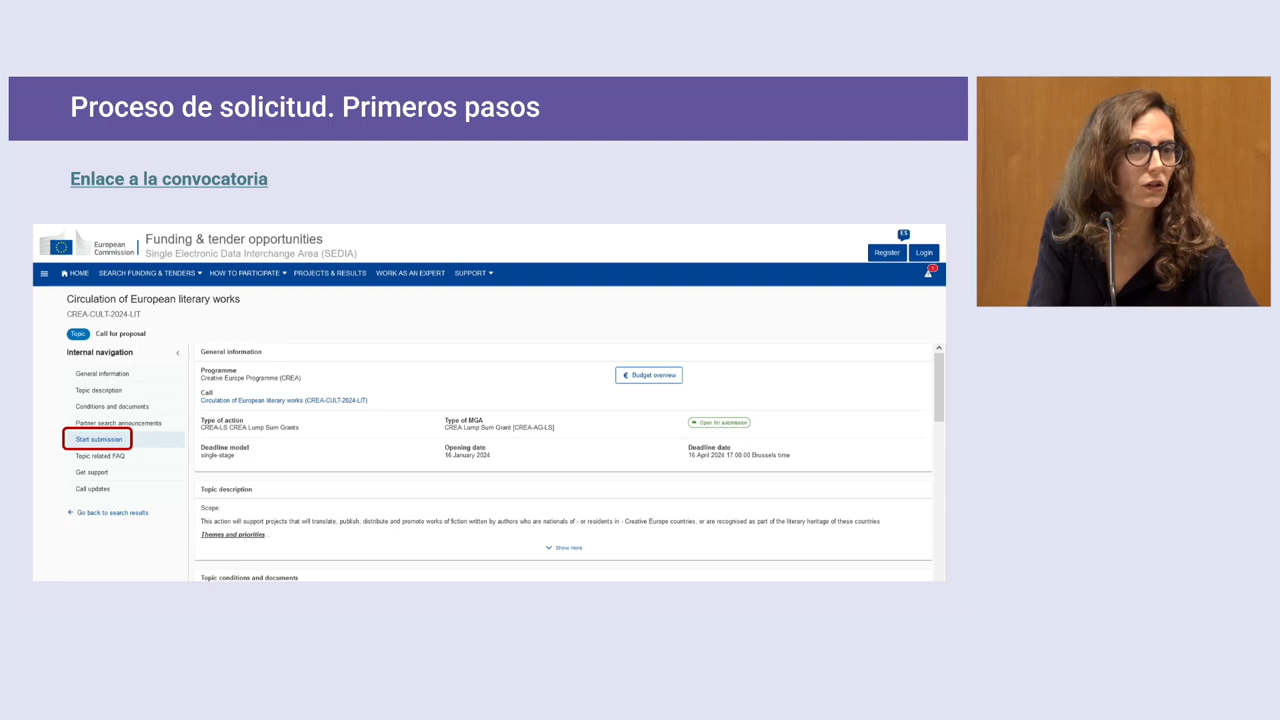 Proceso de solicitud. Primeros pasos
Enlace a la convocatoria
European
Commission
Funding & tender opportunities
Single Electronic Data Interchange Area (SEDIA)
ES
Register
Login
HOME
SEARCH FUNDING & TENDERS
HOW TO PARTICIPATE
PROJECTS & RESULTS
WORK AS AN EXPERT
SUPPORT
Circulation of European literary works
CREA-CULT-2024-LIT
Topic
Call for proposal
Internal navigation
General information
Topic description
Conditions and documents
Partner search announcements
Start submission
Topic related FAQ
Get support
Call updates
Go back to search results
General information
Programme
Creative Europe Programme (CREA)
Budget overview
Call
Circulation of European literary works (CREA-CULT-2024-LIT)
Type of action
CREA-LS CREA Lump Sum Grants
Type of MGA
CREA Lump Sum Grant [CREA-AG-LS]
Open for submission
Deadline model
single-stage
Opening date
16 January 2024
Deadline date
16 April 2024 17:00:00 Brussels time
Topic description
Scope:
This action will support projects that will translate, publish, distribute and promote works of fiction written by authors who are nationals of - or residents in - Creative Europe countries, or are recognised as part of the literary heritage of these countries
Themes and priorities...
Show more
Topic conditions and documents